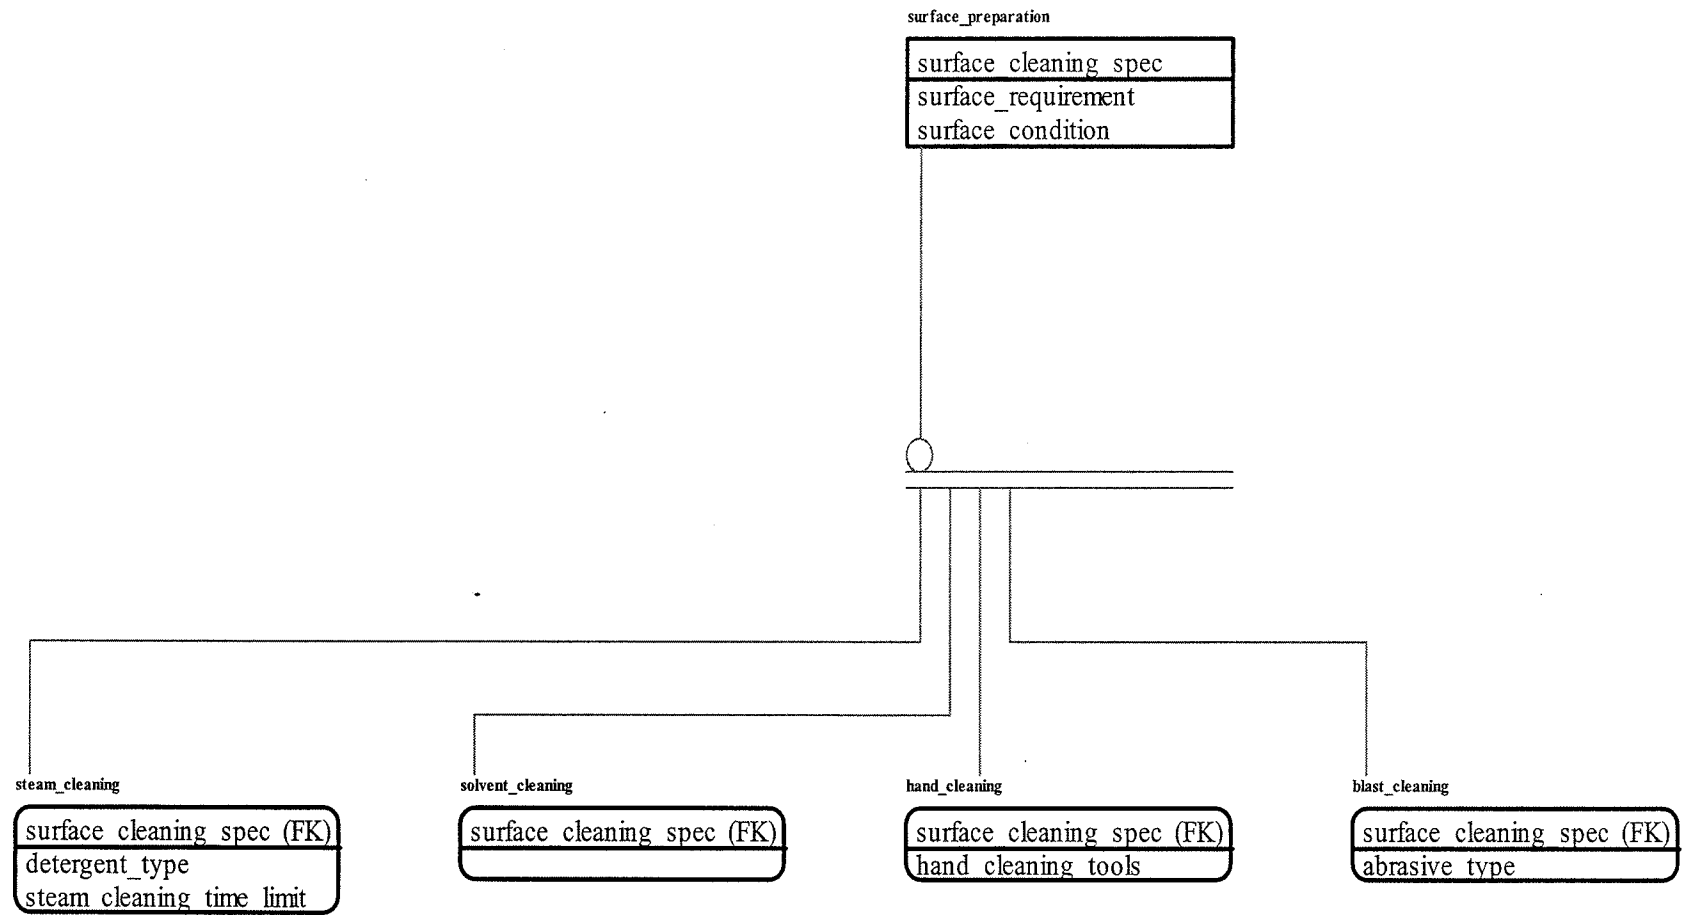 surface_preparation
surface_cleaning_spec
surface_requirement
surface_condition
steam_cleaning
surface_cleaning_spec (FK)
detergent_type
steam_cleaning_time_limit
solvent_cleaning
surface_cleaning_spec (FK)
hand_cleaning
surface_cleaning_spec (FK)
hand_cleaning_tools
blast_cleaning
surface_cleaning_spec (FK)
abrasive_type